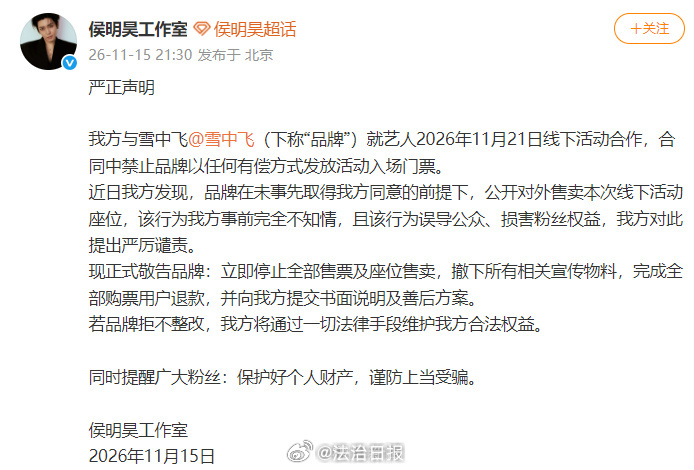 侯明昊工作室 侯明昊超话
+关注
26-11-15 21:30 发布于 北京
严正声明
我方与雪中飞@雪中飞（下称“品牌”）就艺人2026年11月21日线下活动合作，合
同中禁止品牌以任何有偿方式发放活动入场门票。
近日我方发现，品牌在未事先取得我方同意的前提下，公开对外售卖本次线下活动
座位，该行为我方事前完全不知情，且该行为误导公众、损害粉丝权益，我方对此
提出严厉谴责。
现正式敬告品牌：立即停止全部售票及座位售卖，撤下所有相关宣传物料，完成全
部购票用户退款，并向我方提交书面说明及善后方案。
若品牌拒不整改，我方将通过一切法律手段维护我方合法权益。
同时提醒广大粉丝：保护好个人财产，谨防上当受骗。
侯明昊工作室
2026年11月15日
@法治日报